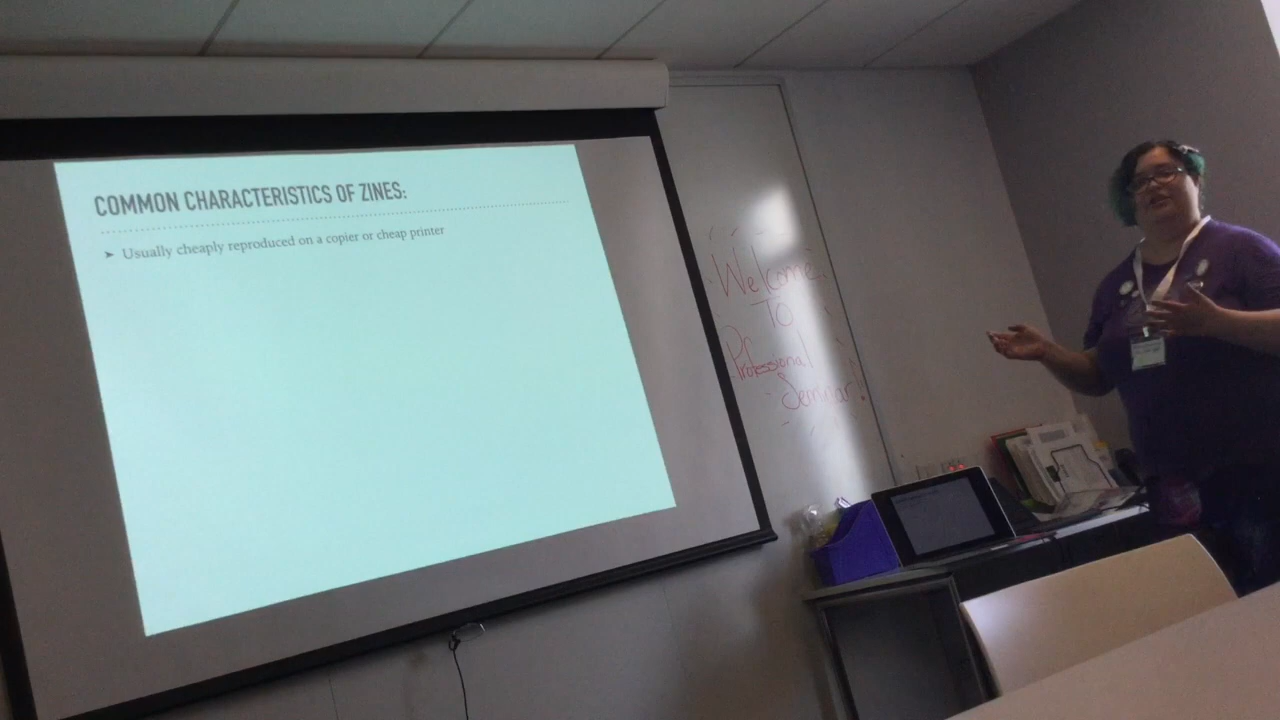 COMMON CHARACTERISTICS OF ZINES:
➤ Usually cheaply reproduced on a copier or cheap printer
Welcome
To
Professional
Seminar!